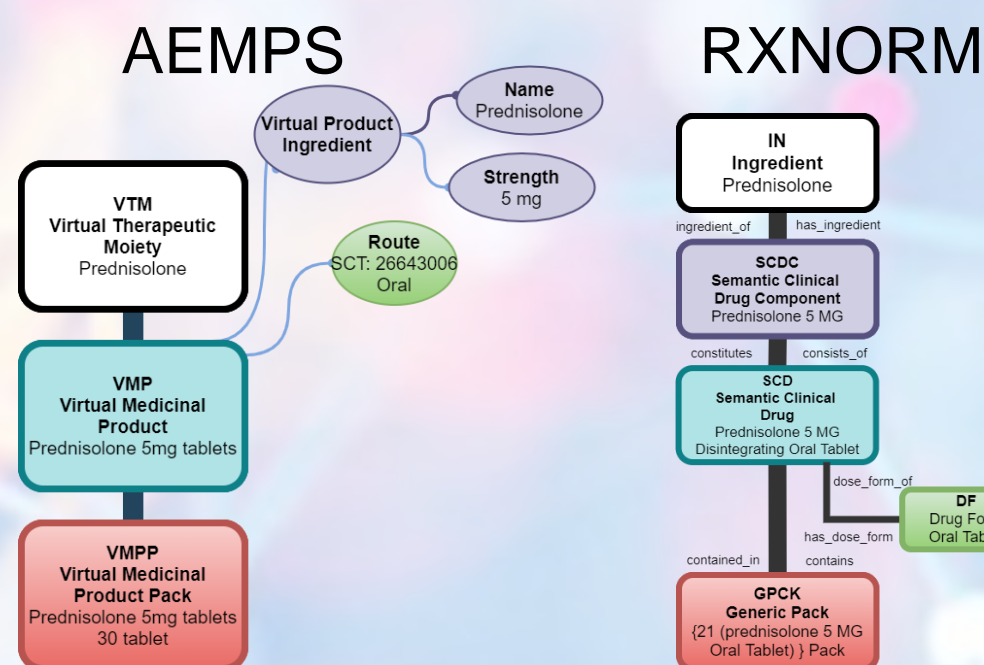 AEMPS
RXNORM
Virtual Product
Ingredient
Name
Prednisolone
Strength
5 mg
Route
SCT: 26643006
Oral
VTM
Virtual Therapeutic
Moiety
Prednisolone
VMP
Virtual Medicinal
Product
Prednisolone 5mg tablets
VMPP
Virtual Medicinal
Product Pack
Prednisolone 5mg tablets
30 tablet
IN
Ingredient
Prednisolone
ingredient_of
has_ingredient
SCDC
Semantic Clinical
Drug Component
Prednisolone 5 MG
constitutes
consists_of
SCD
Semantic Clinical
Drug
Prednisolone 5 MG
Disintegrating Oral Tablet
dose_form_of
has_dose_form
DF
Drug Fo
Oral Tab
contained_in
contains
GPCK
Generic Pack
{21 (prednisolone 5 MG
Oral Tablet) } Pack